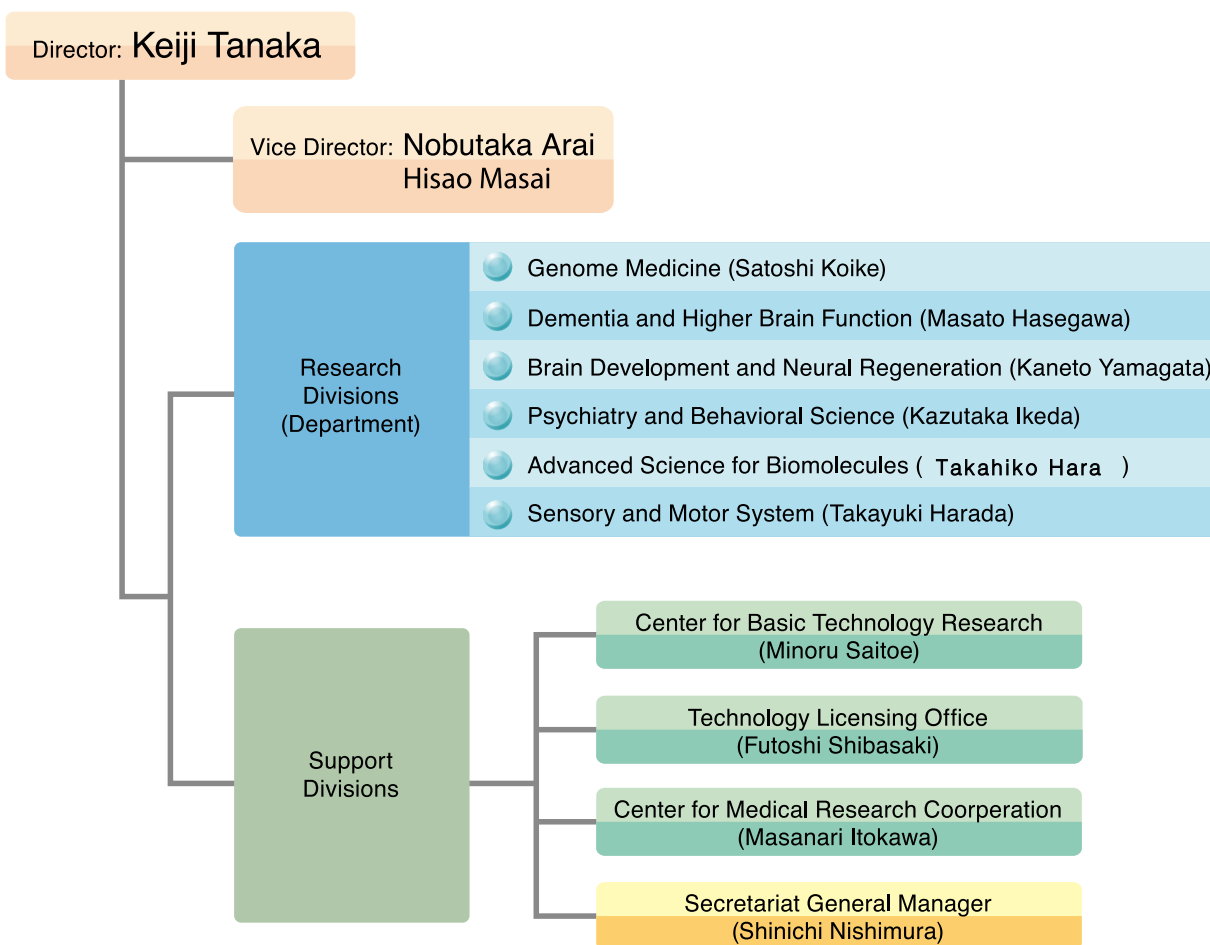 Director: Keiji Tanaka
Vice Director: Nobutaka Arai
Hisao Masai
Research
Divisions
(Department)
Genome Medicine (Satoshi Koike)
Dementia and Higher Brain Function (Masato Hasegawa)
Brain Development and Neural Regeneration (Kaneto Yamagata)
Psychiatry and Behavioral Science (Kazutaka Ikeda)
Advanced Science for Biomolecules ( Takahiko Hara )
Sensory and Motor System (Takayuki Harada)
Support
Divisions
Center for Basic Technology Research
(Minoru Saitoe)
Technology Licensing Office
(Futoshi Shibasaki)
Center for Medical Research Coorperation
(Masanari Itokawa)
Secretariat General Manager
(Shinichi Nishimura)